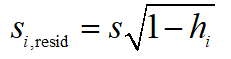 s_{i,resid} = s√(1 − h_i)